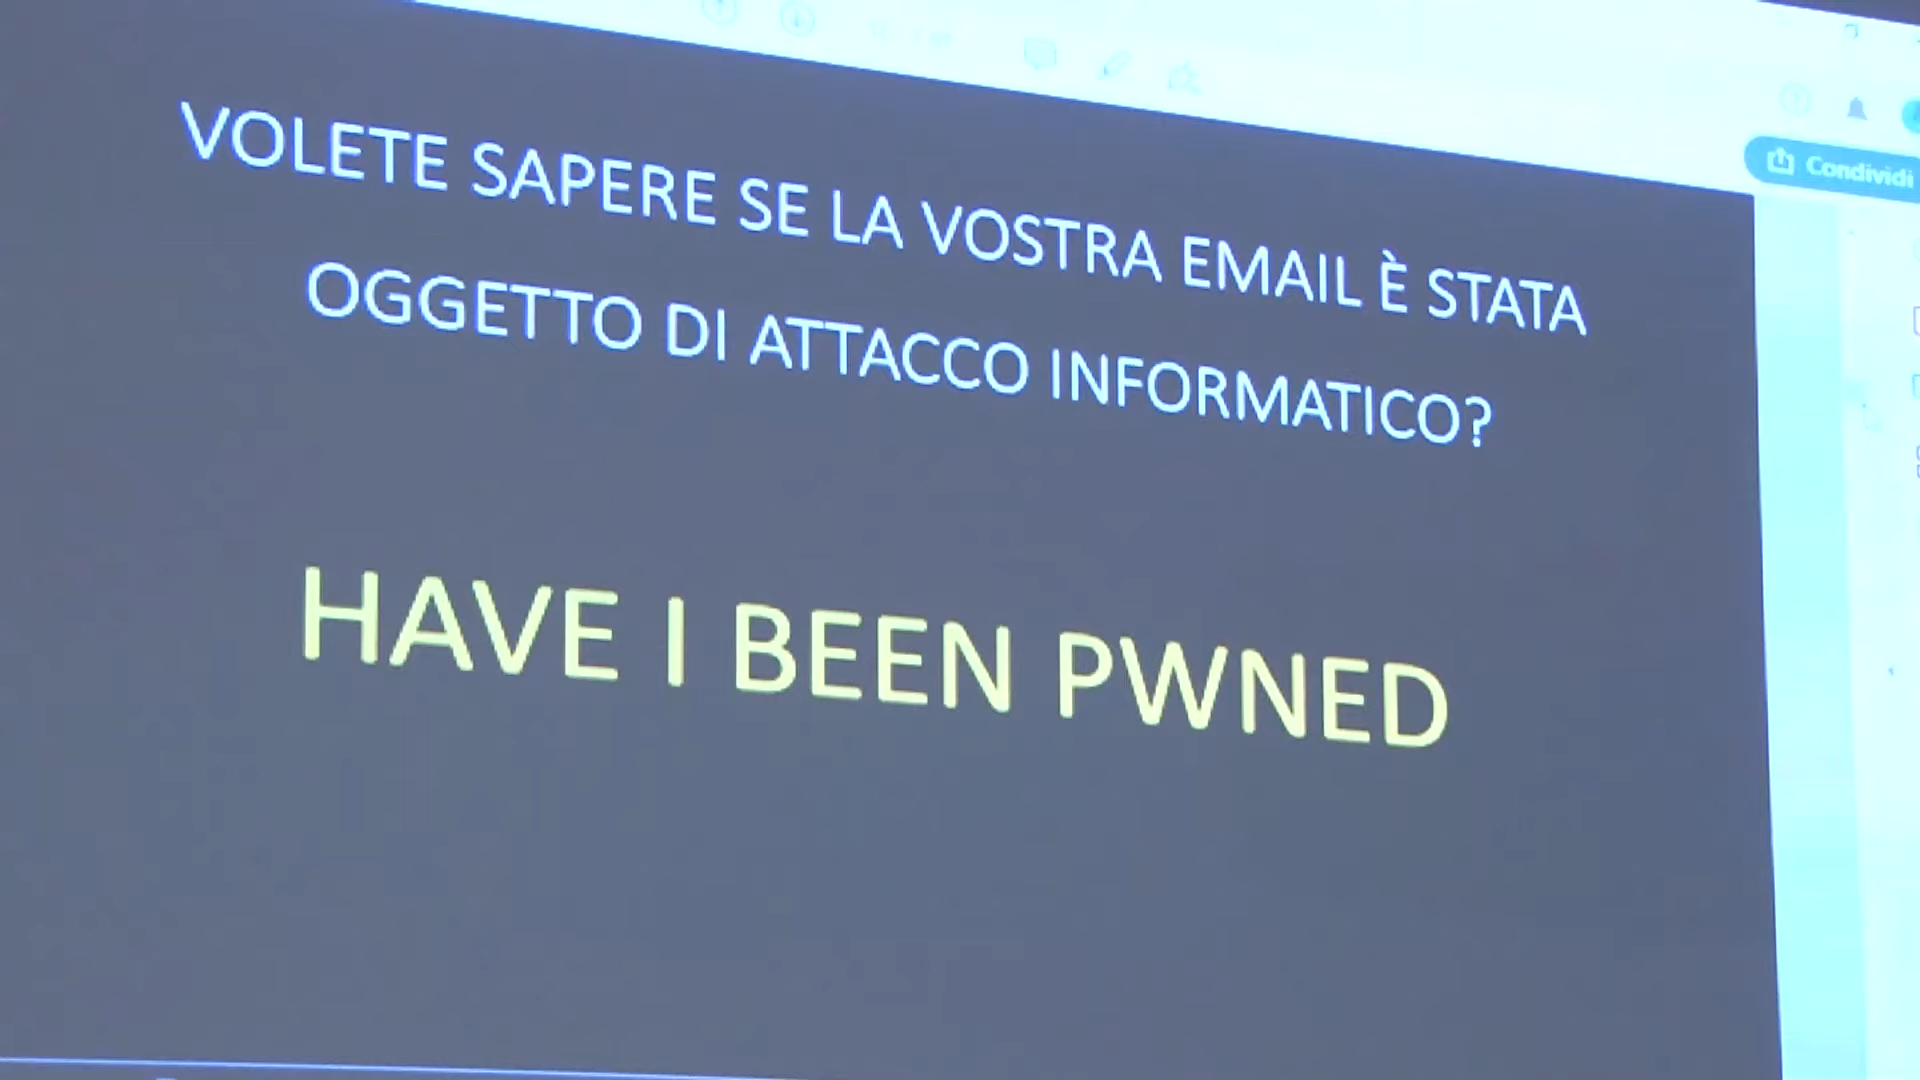 Condividi
VOLETE SAPERE SE LA VOSTRA EMAIL È STATA
OGGETTO DI ATTACCO INFORMATICO?
HAVE I BEEN PWNED